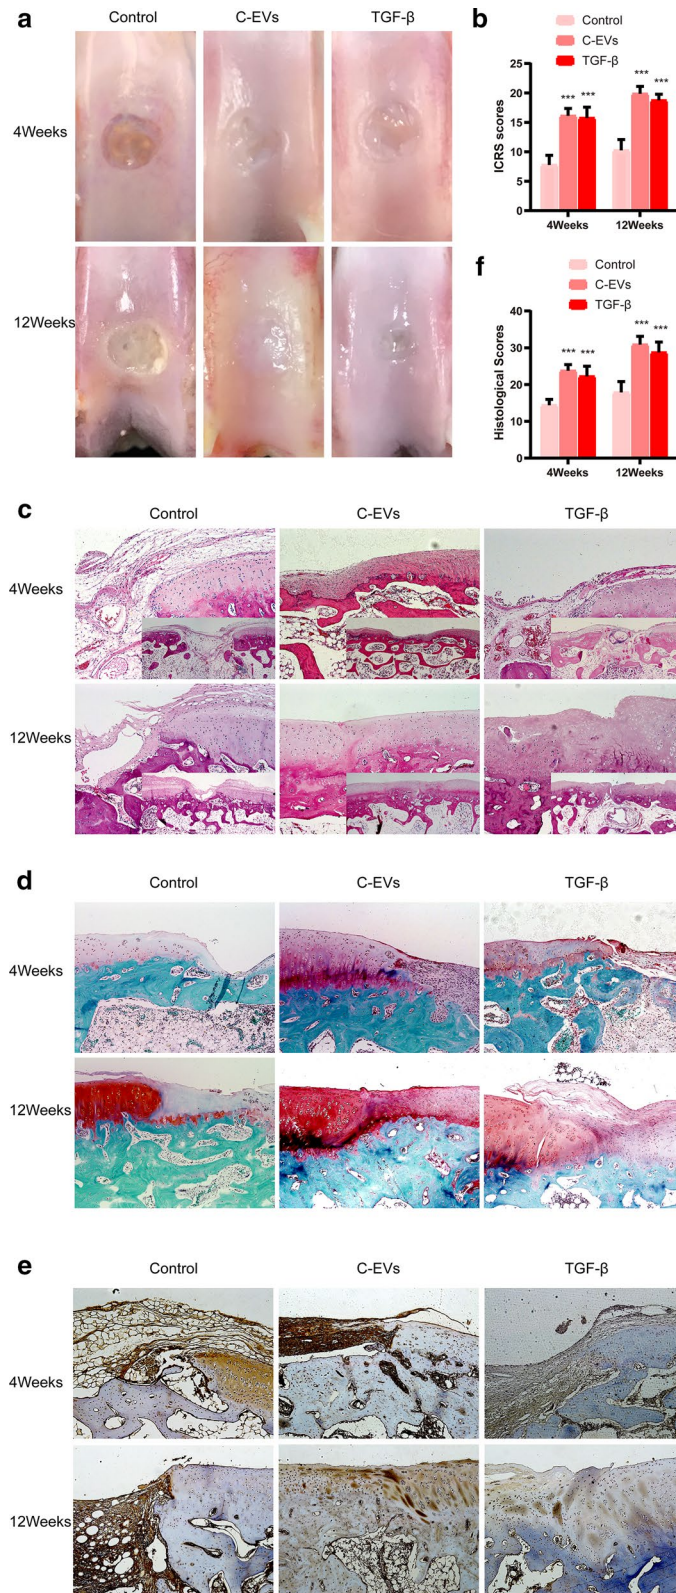 a
Control C-EVs TGF-β
4Weeks
12Weeks
b
Control
C-EVs
TGF-β
ICRS scores
25
20
15
10
5
0
*** ***
*** ***
4Weeks 12Weeks
f
Control
C-EVs
TGF-β
Histological Scores
40
30
20
10
0
*** ***
*** ***
4Weeks 12Weeks
c
Control C-EVs TGF-β
4Weeks
12Weeks
d
Control C-EVs TGF-β
4Weeks
12Weeks
e
Control C-EVs TGF-β
4Weeks
12Weeks